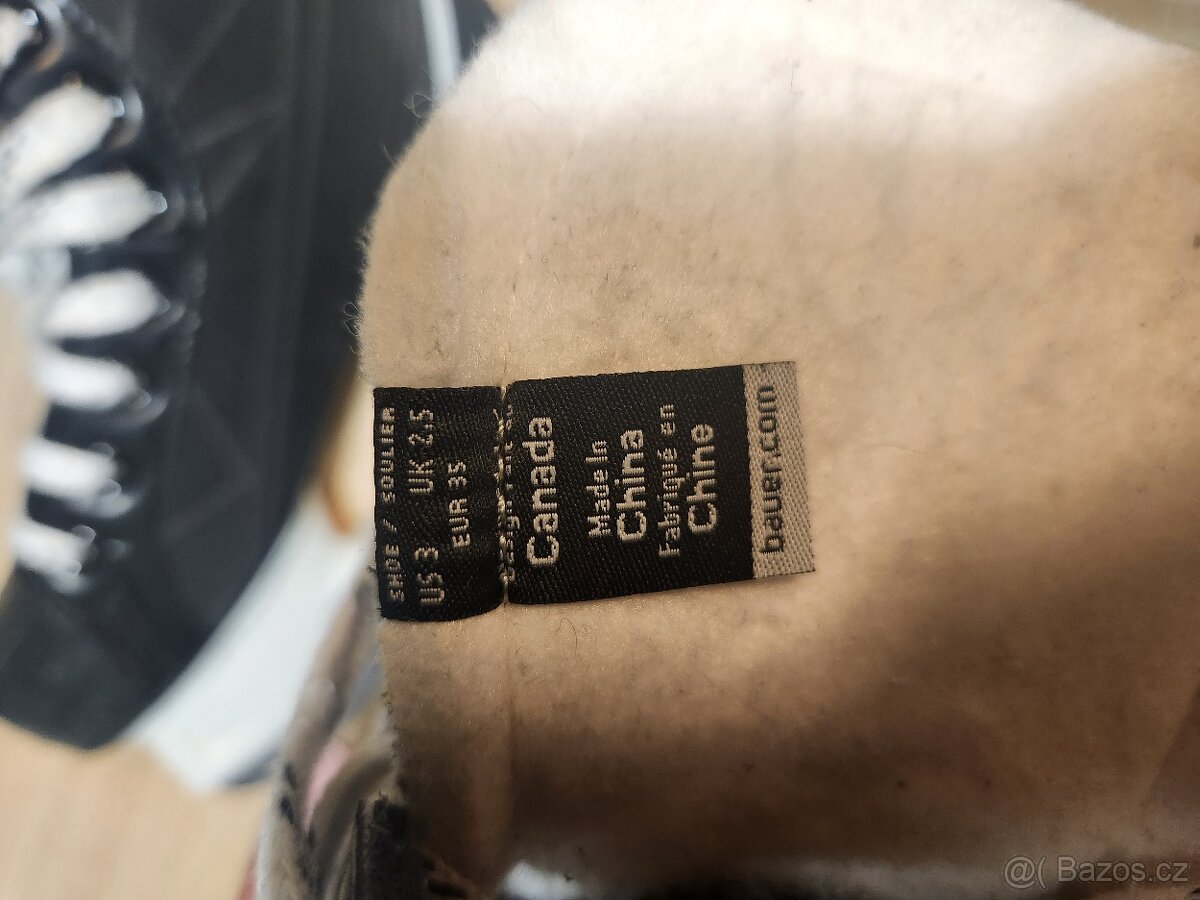 SHOE / SOULIER
US 3 UK 2.5
EUR 35
Canada
Made in
China
Fabriqué en
Chine
bauer.com
@( Bazos.cz